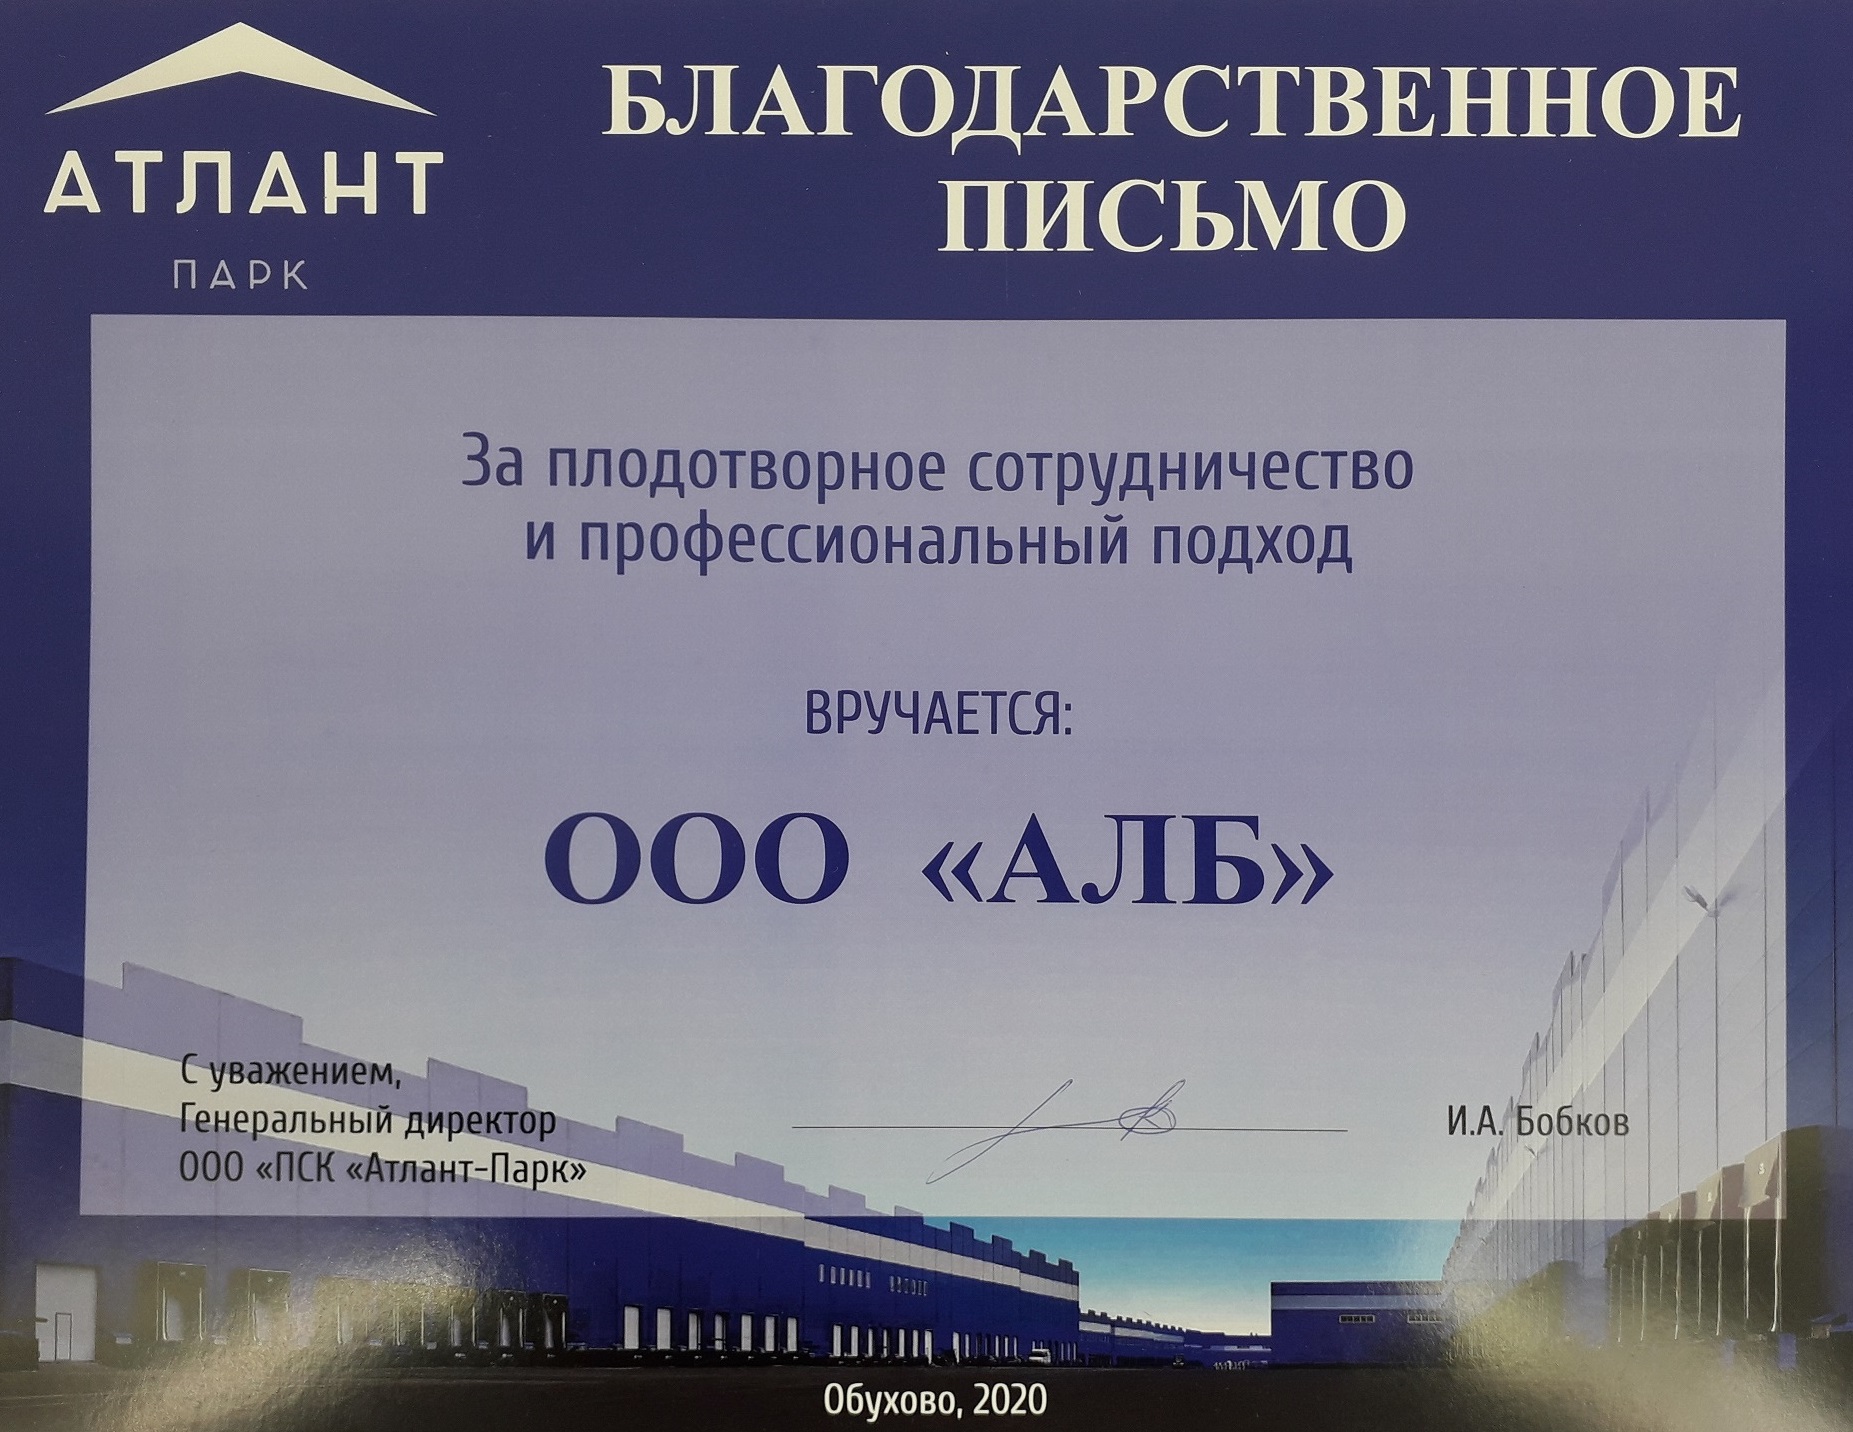 АТЛАНТ
ПАРК
БЛАГОДАРСТВЕННОЕ
ПИСЬМО
За плодотворное сотрудничество
и профессиональный подход
ВРУЧАЕТСЯ:
ООО «АЛБ»
С уважением,
Генеральный директор
ООО «ПСК «Атлант-Парк»
И.А. Бобков
Обухово, 2020